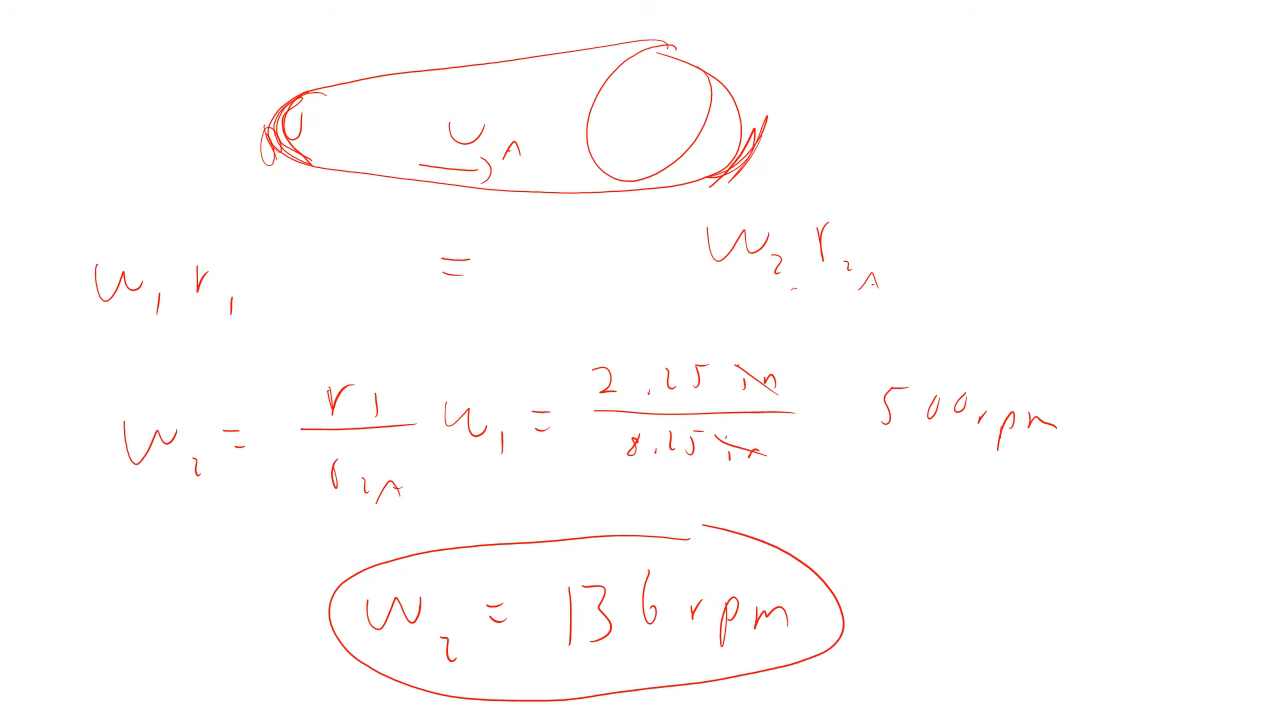 υ_A
ω₁ r₁ = ω₂ r₂A
ω₂ = r₁/r₂A ω₁ = 2.25 in/8.25 in 500 rpm
ω₂ = 136 rpm